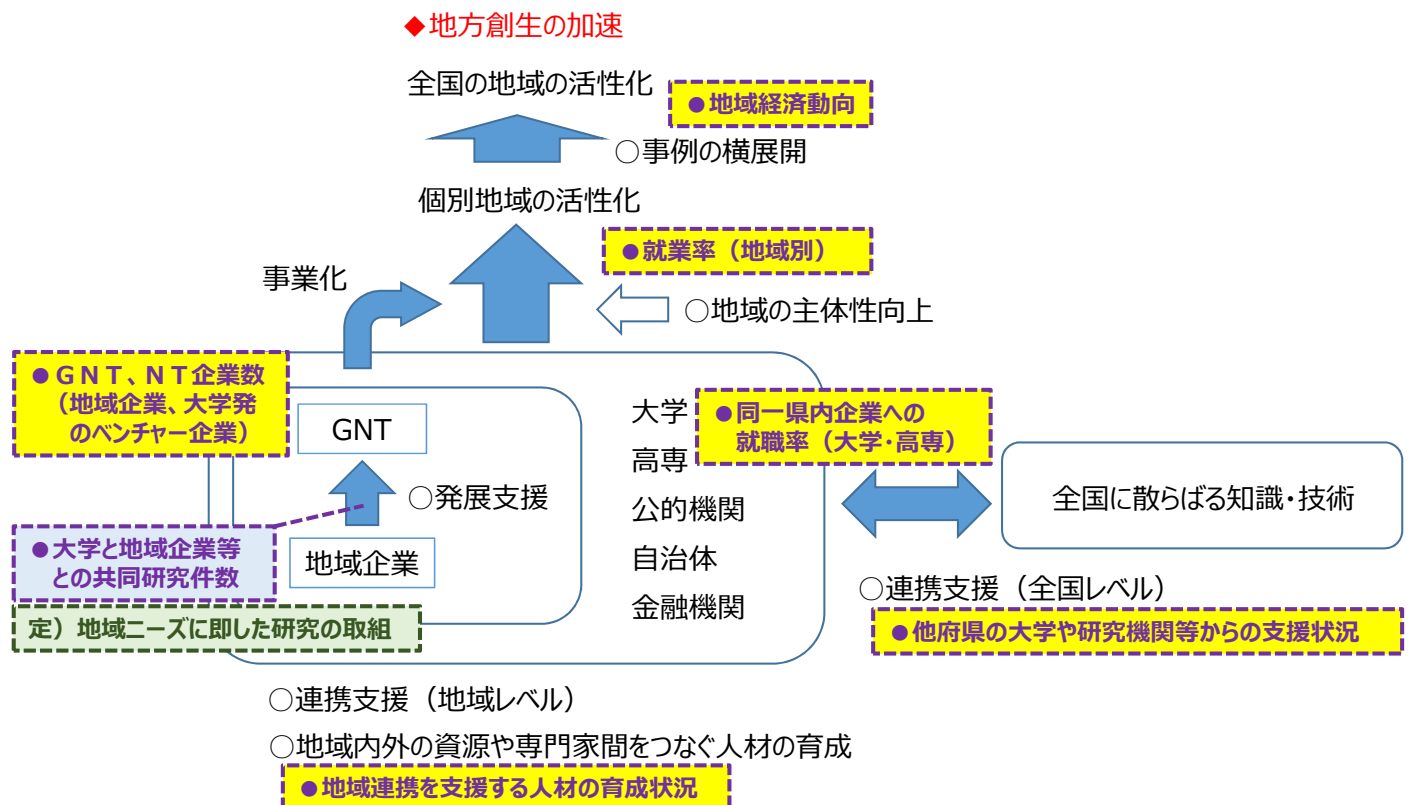 ◆地方創生の加速
全国の地域の活性化
●地域経済動向
○事例の横展開
個別地域の活性化
●就業率（地域別）
事業化
○地域の主体性向上
●ＧＮＴ、ＮＴ企業数
（地域企業、大学発
のベンチャー企業）
GNT
大学
●同一県内企業への
就職率（大学・高専）
高専
○発展支援
公的機関
全国に散らばる知識・技術
●大学と地域企業等
との共同研究件数
地域企業
自治体
○連携支援（全国レベル）
金融機関
定）地域ニーズに即した研究の取組
●他府県の大学や研究機関等からの支援状況
○連携支援（地域レベル）
○地域内外の資源や専門家間をつなぐ人材の育成
●地域連携を支援する人材の育成状況